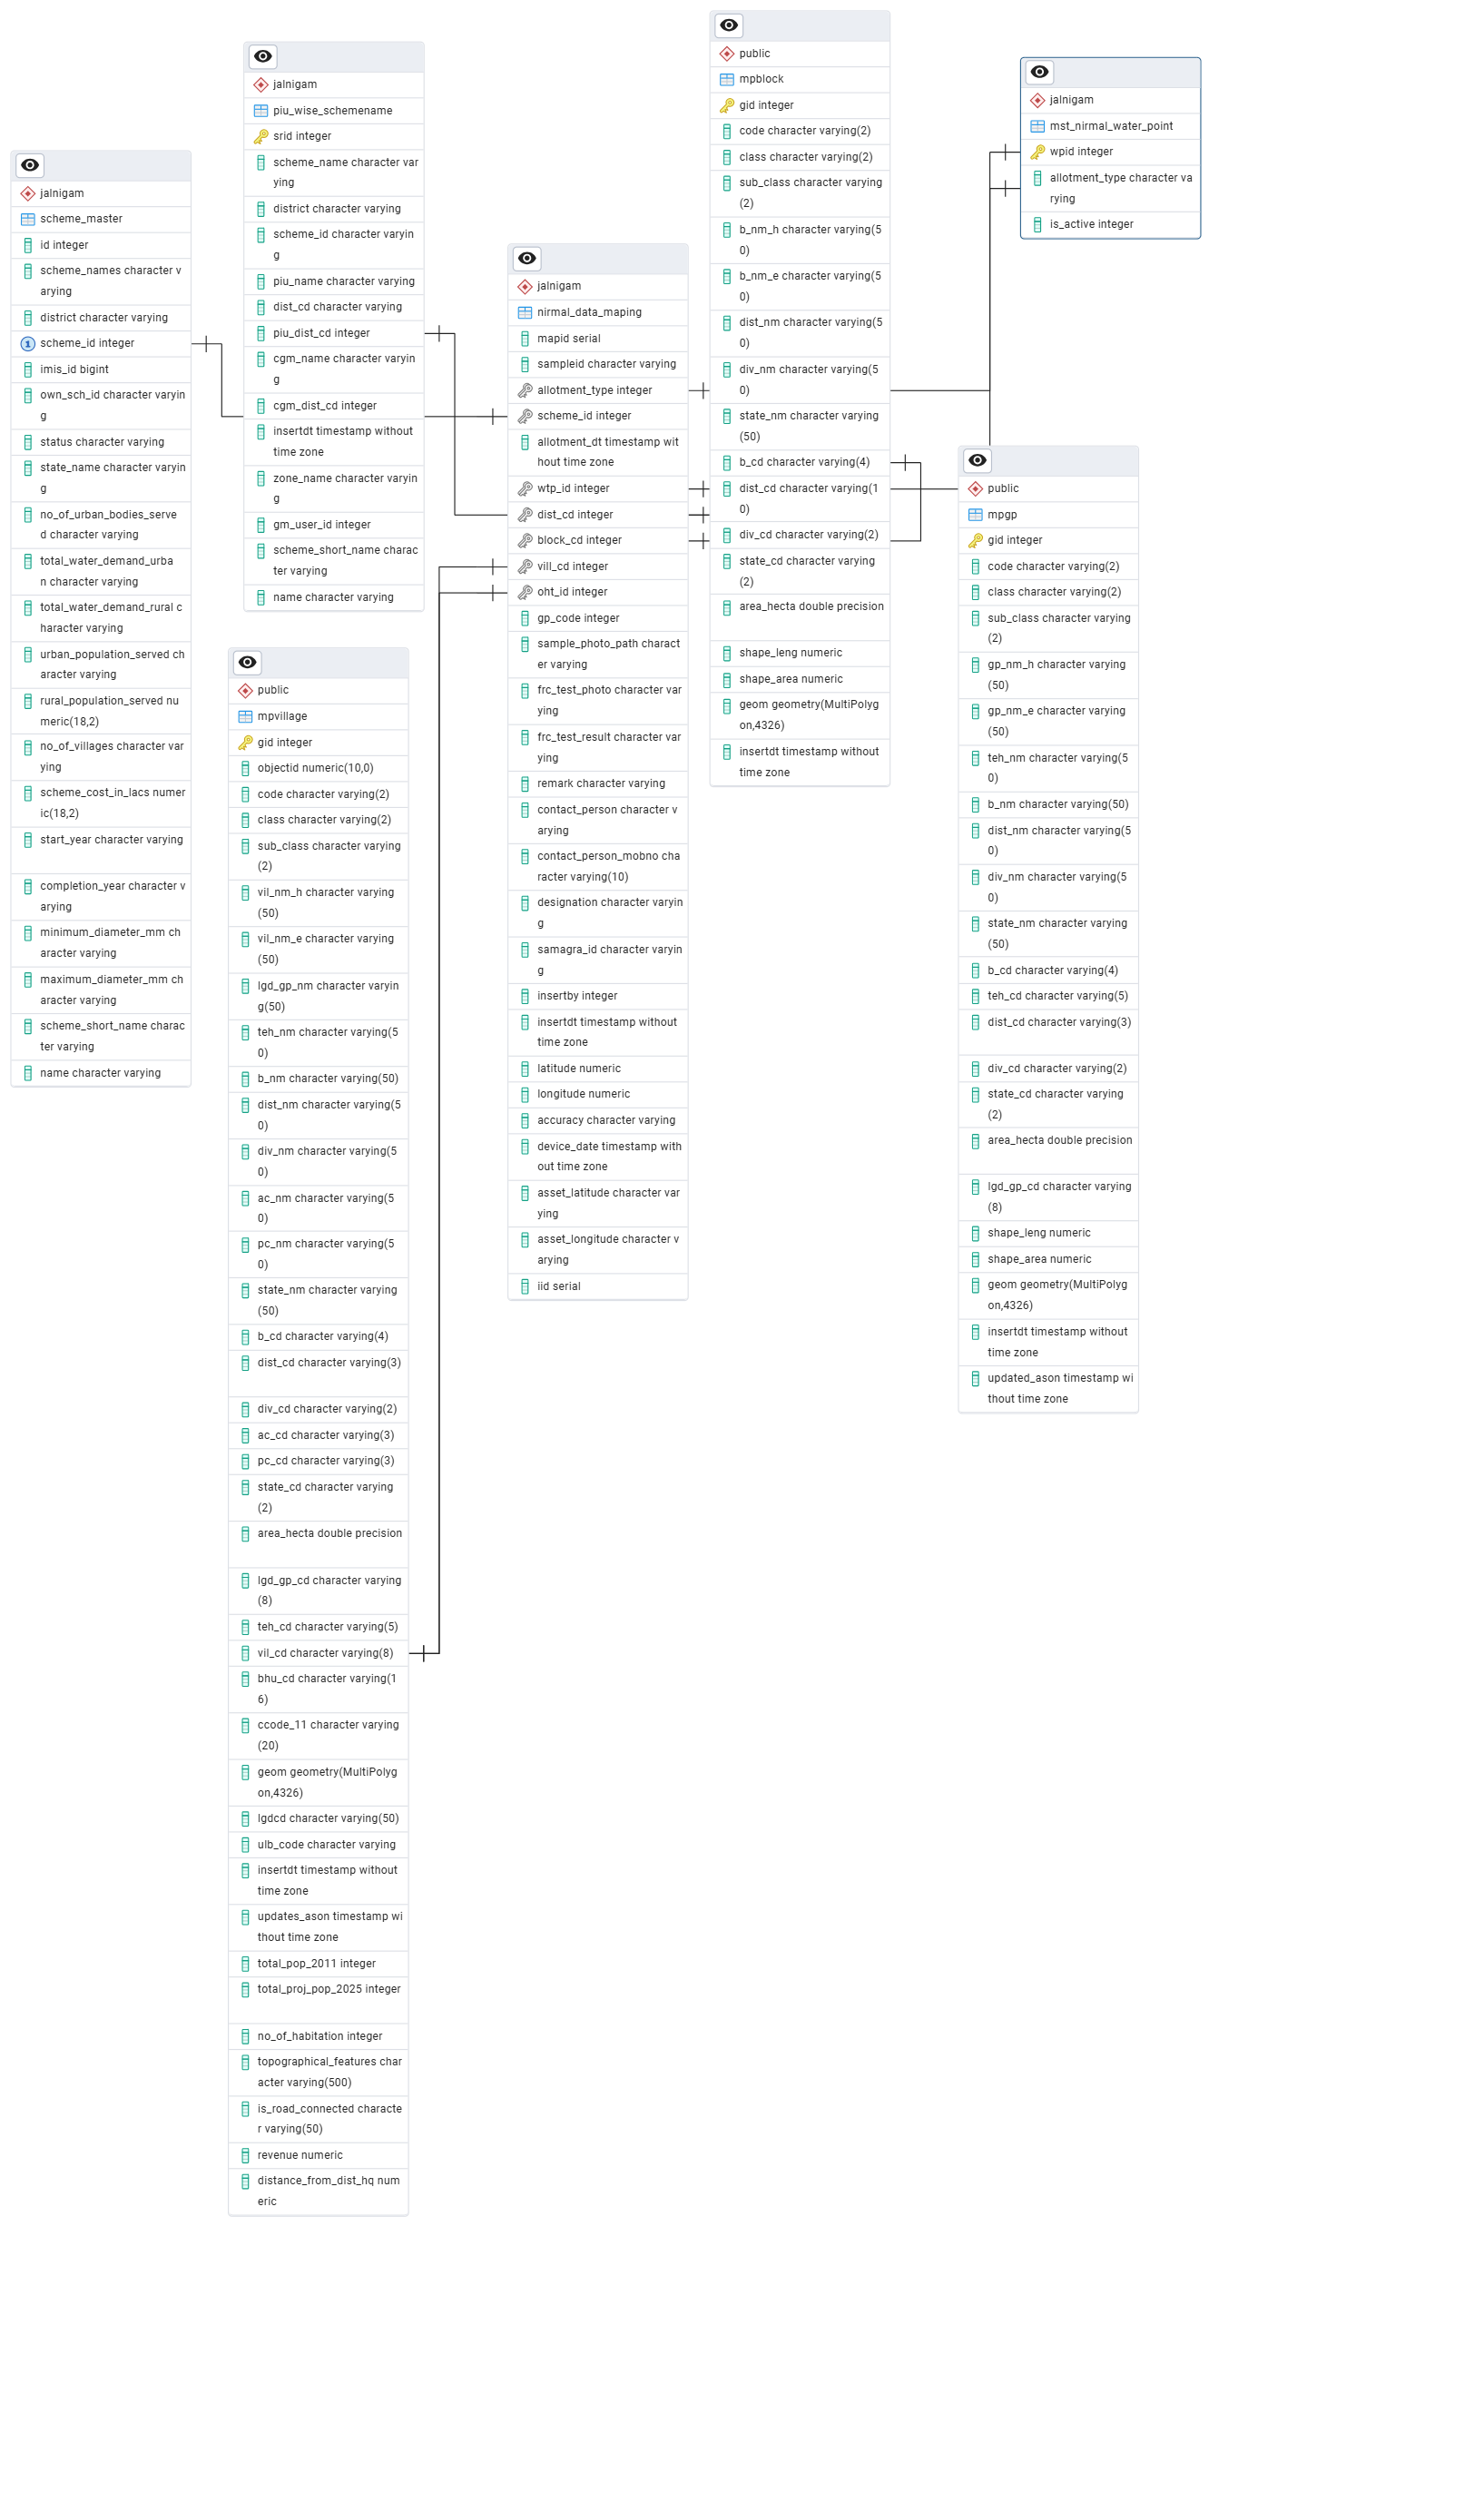 jalnigam
scheme_master
id integer
scheme_names character v
arying
district character varying
scheme_id integer
imis_id bigint
own_sch_id character varyin
g
status character varying
state_name character varyin
g
no_of_urban_bodies_serve
d character varying
total_water_demand_urba
n character varying
total_water_demand_rural c
haracter varying
urban_population_served ch
aracter varying
rural_population_served nu
meric(18,2)
no_of_villages character var
ying
scheme_cost_in_lacs numer
ic(18,2)
start_year character varying
completion_year character v
arying
minimum_diameter_mm ch
aracter varying
maximum_diameter_mm ch
aracter varying
scheme_short_name charac
ter varying
name character varying
jalnigam
piu_wise_schemename
srid integer
scheme_name character var
ying
district character varying
scheme_id character varyin
g
piu_name character varying
dist_cd character varying
piu_dist_cd integer
cgm_name character varyin
g
cgm_dist_cd integer
insertdt timestamp without
time zone
zone_name character varyin
g
gm_user_id integer
scheme_short_name charac
ter varying
name character varying
public
mpvillage
gid integer
objectid numeric(10,0)
code character varying(2)
class character varying(2)
sub_class character varying
(2)
vil_nm_h character varying
(50)
vil_nm_e character varying
(50)
lgd_gp_nm character varyin
g(50)
teh_nm character varying(5
0)
b_nm character varying(50)
dist_nm character varying(5
0)
div_nm character varying(5
0)
ac_nm character varying(5
0)
pc_nm character varying(5
0)
state_nm character varying
(50)
b_cd character varying(4)
dist_cd character varying(3)
div_cd character varying(2)
ac_cd character varying(3)
pc_cd character varying(3)
state_cd character varying
(2)
area_hecta double precision
lgd_gp_cd character varying
(8)
teh_cd character varying(5)
vil_cd character varying(8)
bhu_cd character varying(1
6)
ccode_11 character varying
(20)
geom geometry(MultiPolyg
on,4326)
lgdcd character varying(50)
ulb_code character varying
insertdt timestamp without
time zone
updates_ason timestamp wi
thout time zone
total_pop_2011 integer
total_proj_pop_2025 integer
no_of_habitation integer
topographical_features char
acter varying(500)
is_road_connected characte
r varying(50)
revenue numeric
distance_from_dist_hq num
eric
jalnigam
nirmal_data_maping
mapid serial
sampleid character varying
allotment_type integer
scheme_id integer
allotment_dt timestamp wit
hout time zone
wtp_id integer
dist_cd integer
block_cd integer
vill_cd integer
oht_id integer
gp_code integer
sample_photo_path charact
er varying
frc_test_photo character var
ying
frc_test_result character var
ying
remark character varying
contact_person character v
arying
contact_person_mobno cha
racter varying(10)
designation character varyin
g
samagra_id character varyin
g
insertby integer
insertdt timestamp without
time zone
latitude numeric
longitude numeric
accuracy character varying
device_date timestamp with
out time zone
asset_latitude character var
ying
asset_longitude character v
arying
iid serial
public
mpblock
gid integer
code character varying(2)
class character varying(2)
sub_class character varying
(2)
b_nm_h character varying(5
0)
b_nm_e character varying(5
0)
dist_nm character varying(5
0)
div_nm character varying(5
0)
state_nm character varying
(50)
b_cd character varying(4)
dist_cd character varying(1
0)
div_cd character varying(2)
state_cd character varying
(2)
area_hecta double precision
shape_leng numeric
shape_area numeric
geom geometry(MultiPolyg
on,4326)
insertdt timestamp without
time zone
jalnigam
mst_nirmal_water_point
wpid integer
allotment_type character va
rying
is_active integer
public
mpgp
gid integer
code character varying(2)
class character varying(2)
sub_class character varying
(2)
gp_nm_h character varying
(50)
gp_nm_e character varying
(50)
teh_nm character varying(5
0)
b_nm character varying(50)
dist_nm character varying(5
0)
div_nm character varying(5
0)
state_nm character varying
(50)
b_cd character varying(4)
teh_cd character varying(5)
dist_cd character varying(3)
div_cd character varying(2)
state_cd character varying
(2)
area_hecta double precision
lgd_gp_cd character varying
(8)
shape_leng numeric
shape_area numeric
geom geometry(MultiPolyg
on,4326)
insertdt timestamp without
time zone
updated_ason timestamp wi
thout time zone